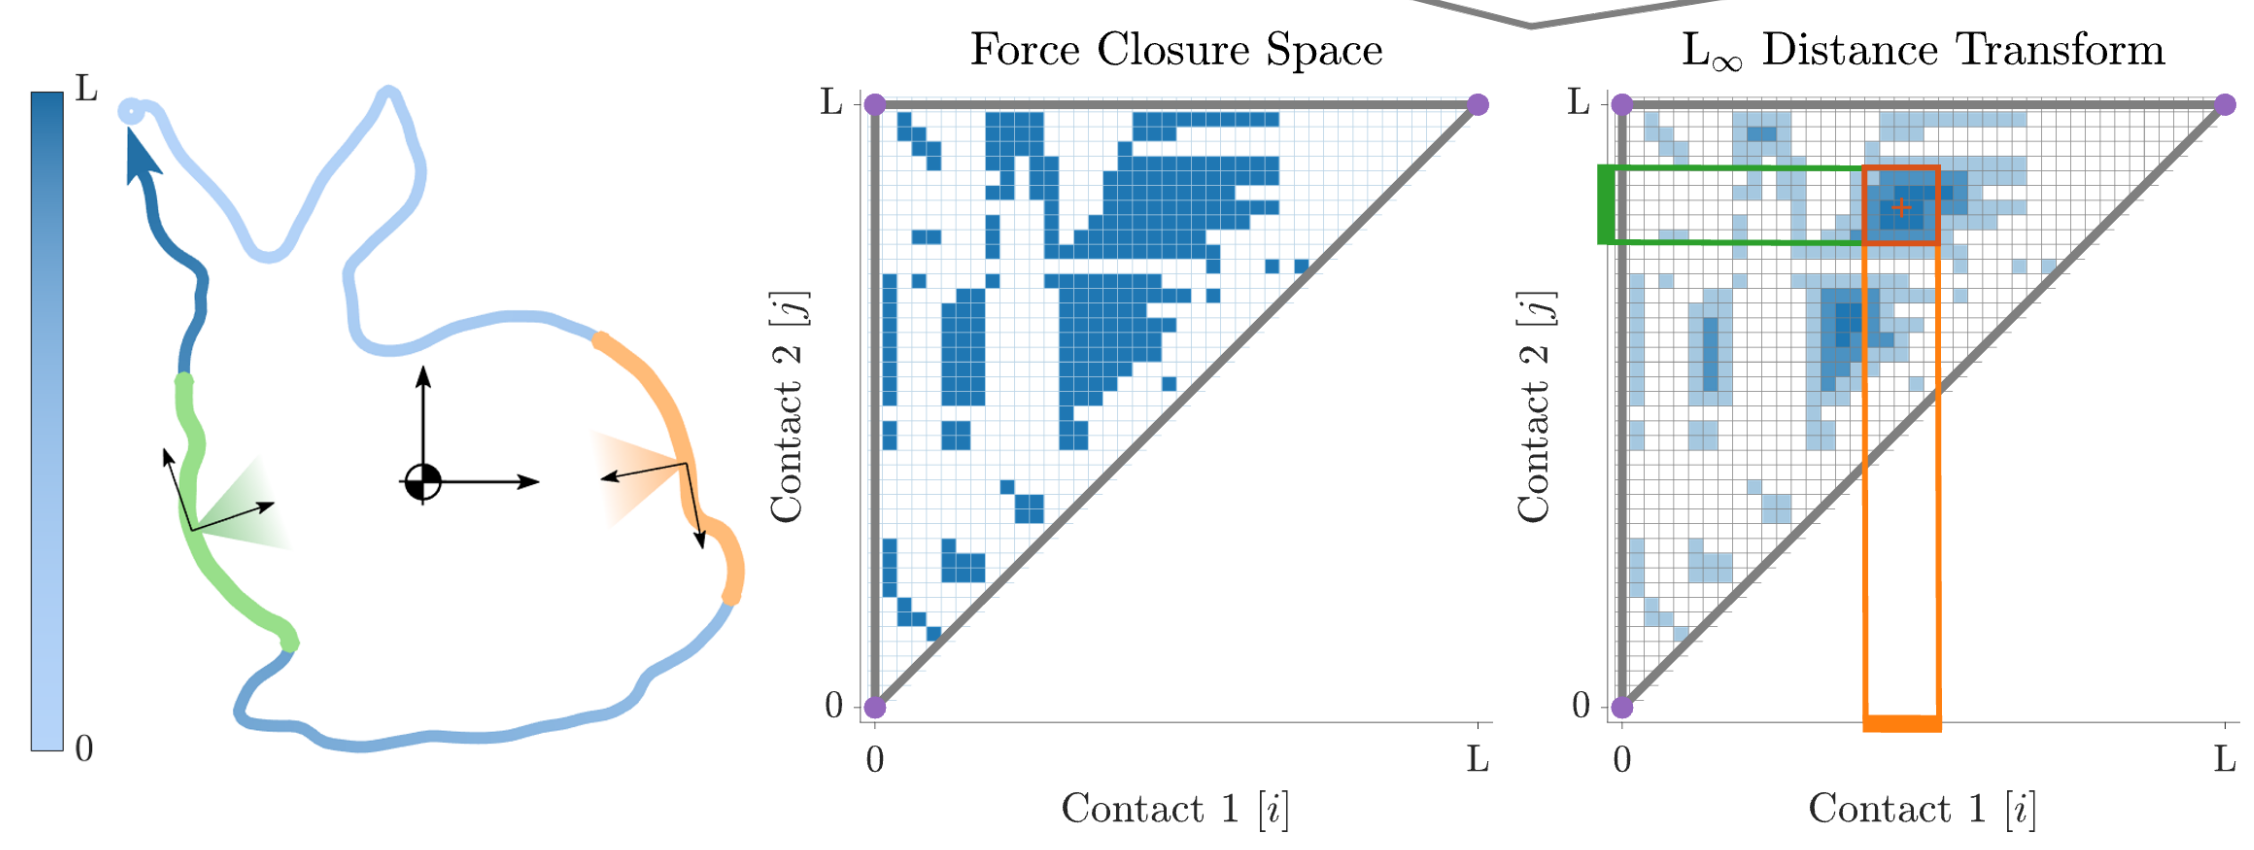 L
0
Force Closure Space
L
0
Contact 2 [j]
0
L
Contact 1 [i]
L∞ Distance Transform
L
0
Contact 2 [j]
0
L
Contact 1 [i]